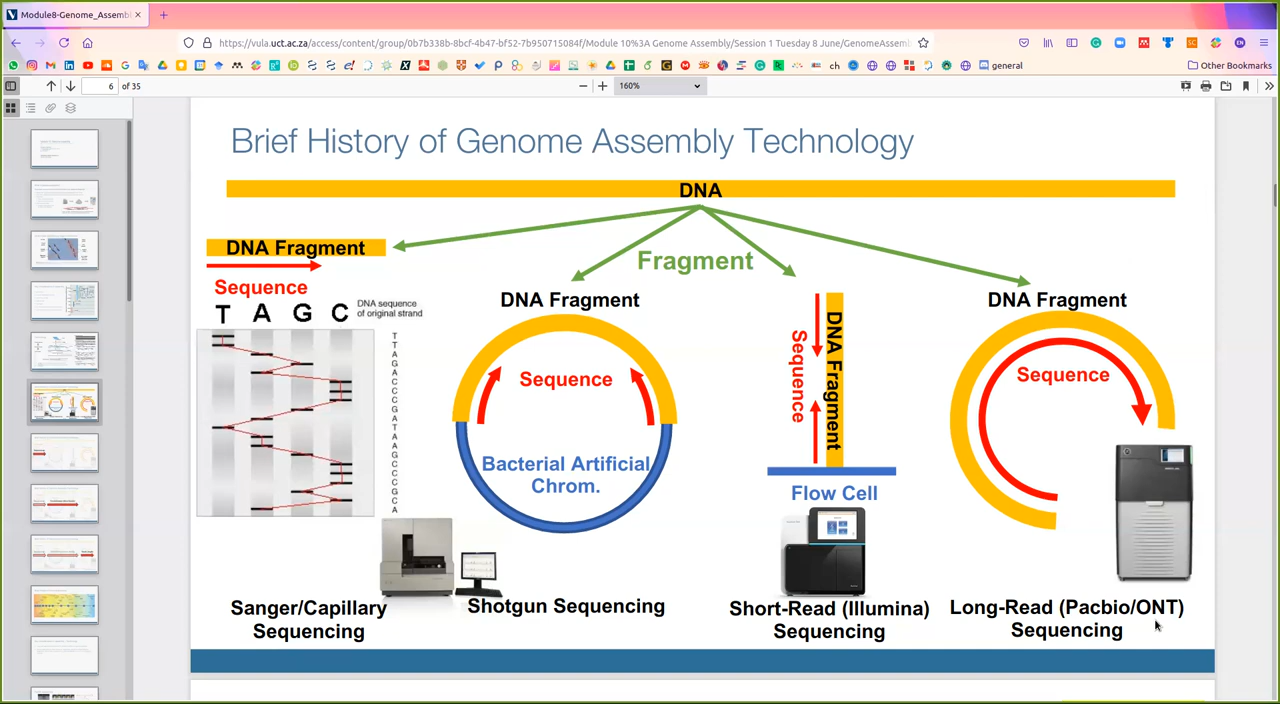 Module8-Genome_Assembl
https://vula.uct.ac.za/access/content/group/0b7b338b-8bcf-4b47-bf52-7b950715084f/Module 10%3A Genome Assembly/Session 1 Tuesday 8 June/GenomeAssembl
ch
general
Other Bookmarks
6 of 35
160%
Brief History of Genome Assembly Technology
DNA
DNA Fragment
Fragment
Sequence
T A G C
DNA sequence
of original strand
T
T
A
G
A
C
C
C
G
A
T
A
A
G
C
C
C
G
C
A
DNA Fragment
Sequence
Bacterial Artificial
Chrom.
DNA Fragment
Sequence
Flow Cell
DNA Fragment
Sequence
Sanger/Capillary
Sequencing
Shotgun Sequencing
Short-Read (Illumina)
Sequencing
Long-Read (Pacbio/ONT)
Sequencing